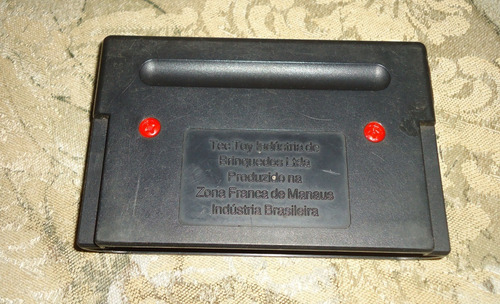 Tec Toy Indústria de
Brinquedos Ltda
Produzido na
Zona Franca de Manaus
Indústria Brasileira